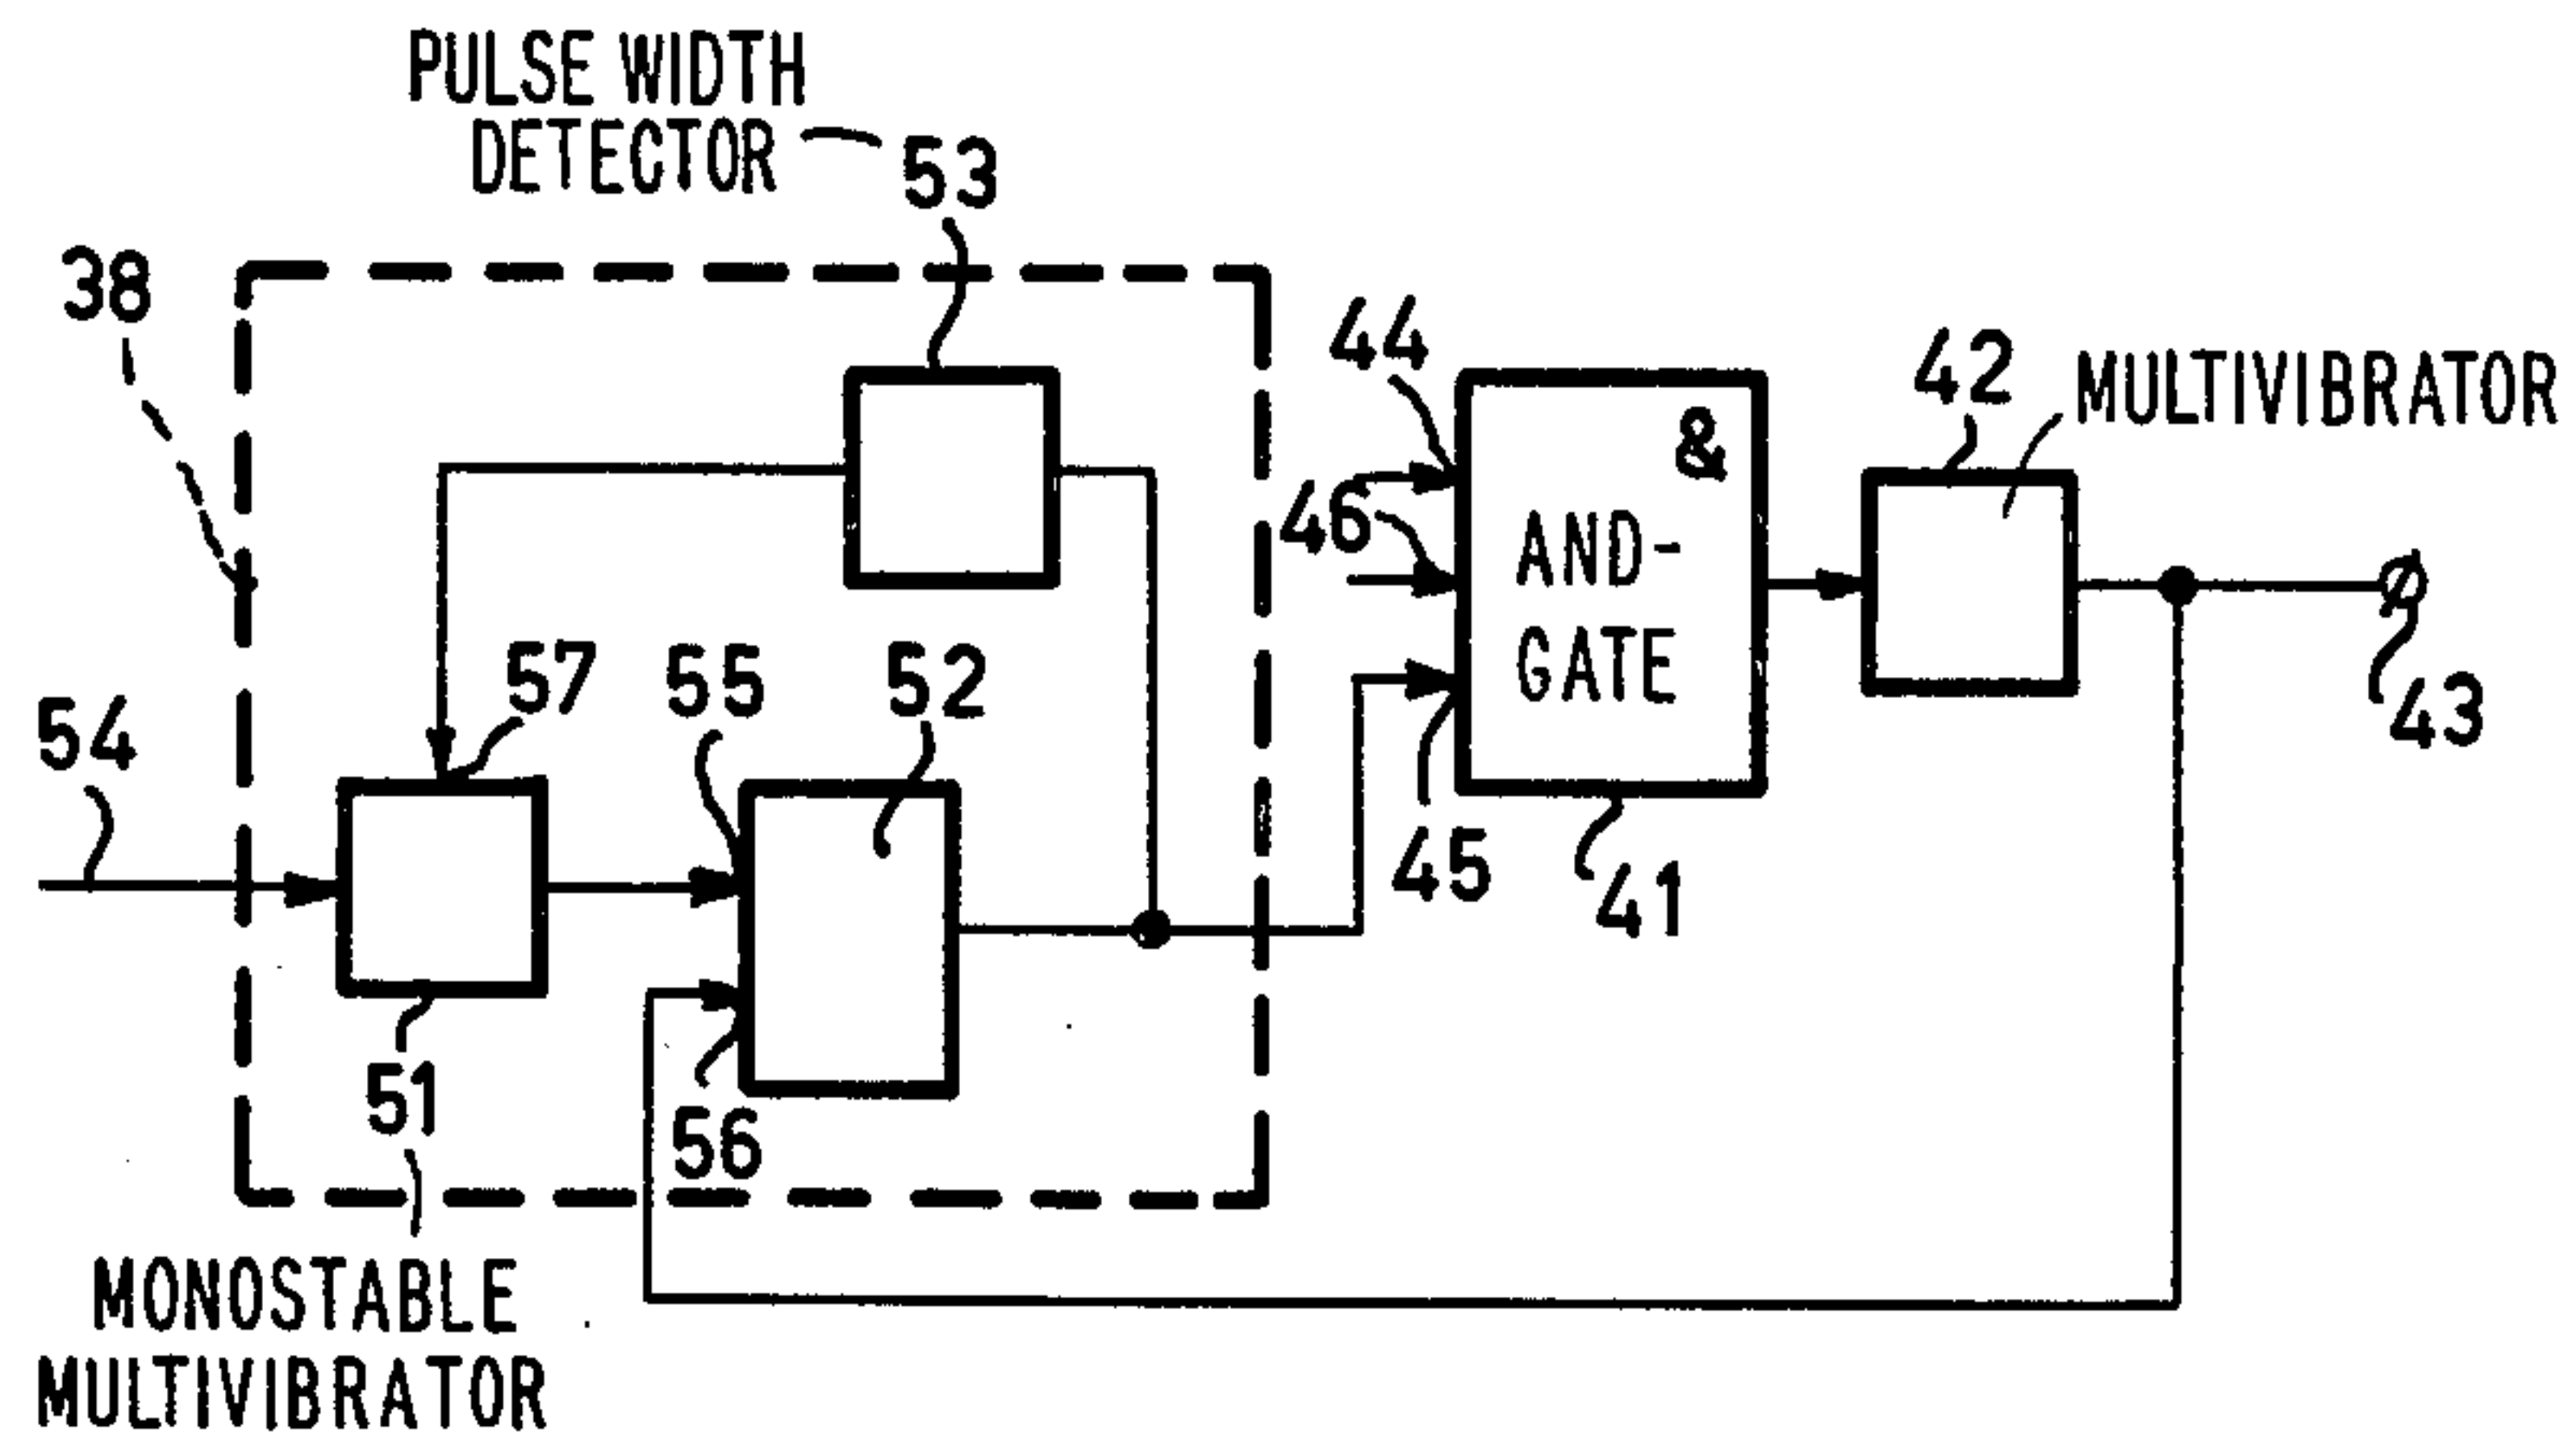 PULSE WIDTH
DETECTOR
53
38
44
42
MULTIVIBRATOR
&
46
AND-
GATE
57
55
52
54
43
45
41
51
56
MONOSTABLE
MULTIVIBRATOR